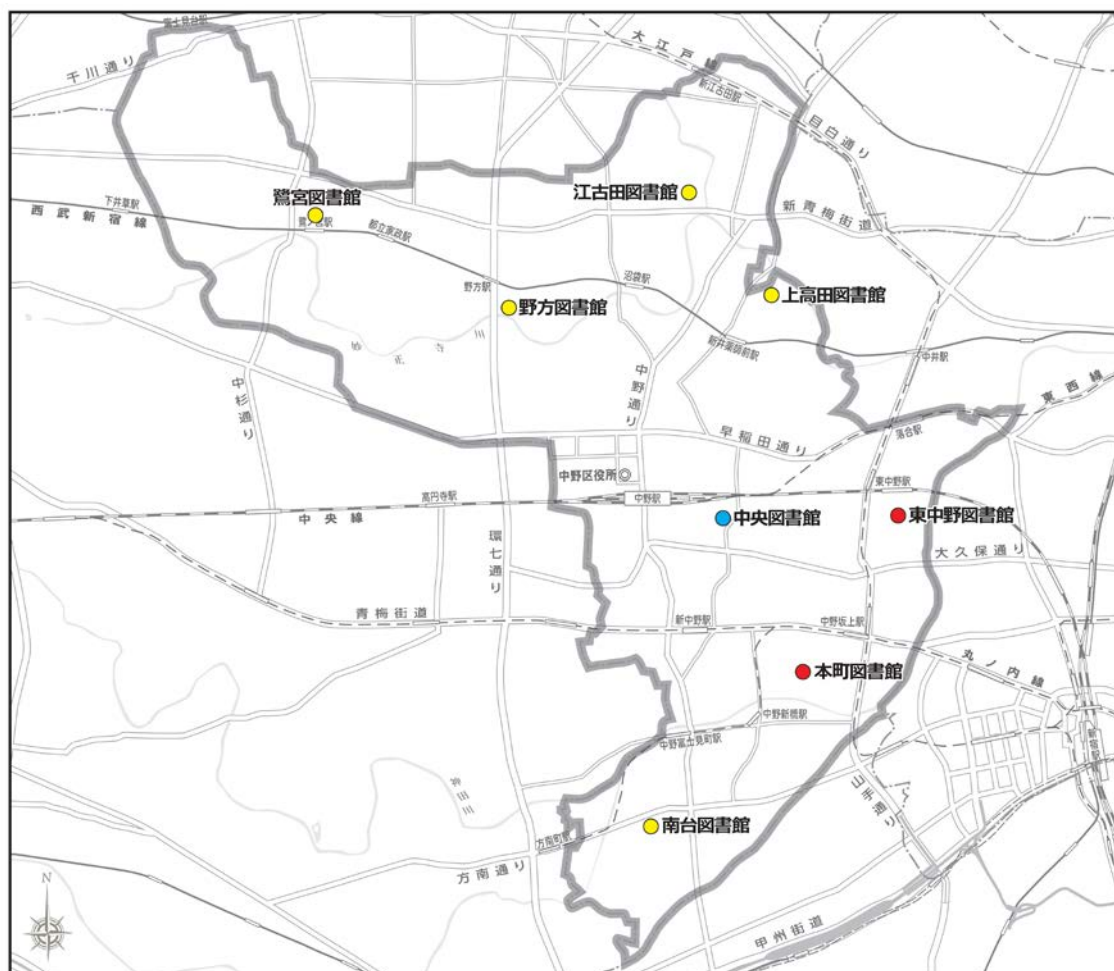 富士見台駅
千川通り
大江戸線
新江古田駅
目白通り
鷺宮図書館
江古田図書館
下井草駅
西武新宿線
鷺ノ宮駅
都立家政駅
新青梅街道
野方駅
沼袋駅
野方図書館
上高田図書館
妙正寺川
新井薬師前駅
中井駅
中杉通り
中野通り
東西線
早稲田通り
落合駅
中野区役所
高円寺駅
中野駅
東中野駅
中央線
中央図書館
東中野図書館
環七通り
大久保通り
青梅街道
新中野駅
中野坂上駅
丸ノ内線
本町図書館
中野新橋駅
中野富士見町駅
新宿駅
山手通り
南台図書館
方南町駅
方南通り
甲州街道
N